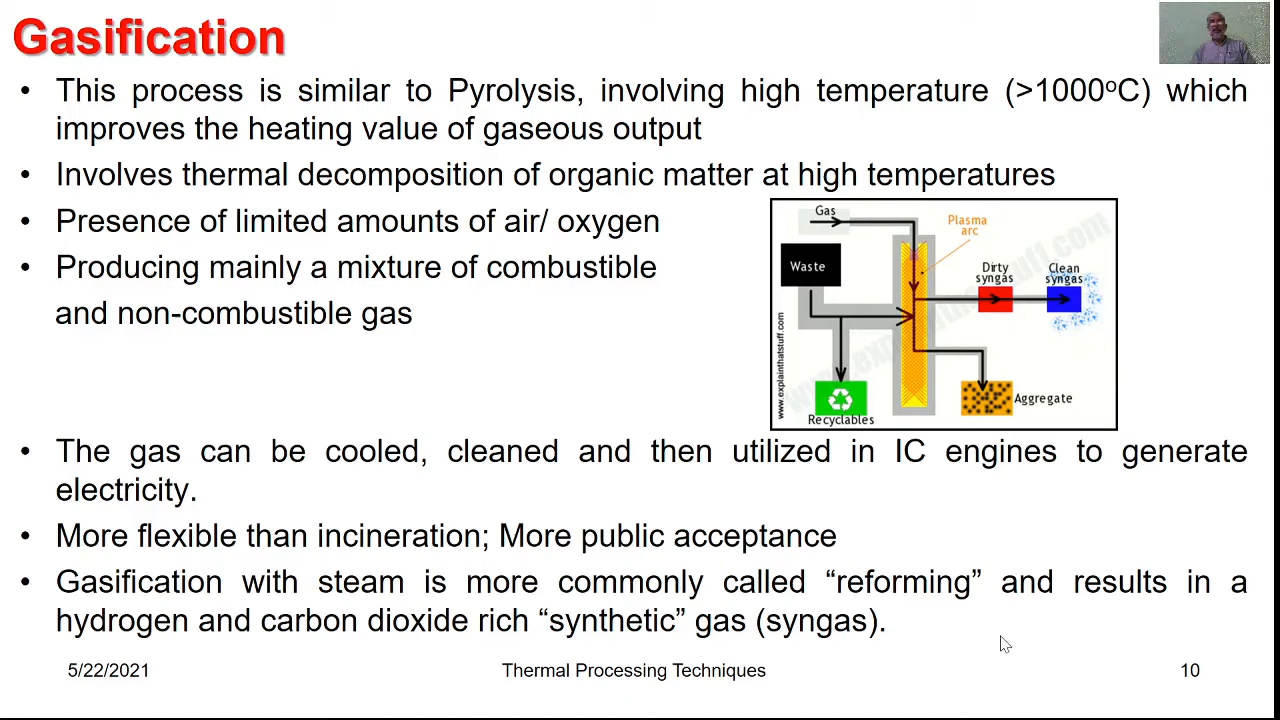 Gasification
• This process is similar to Pyrolysis, involving high temperature (>1000ºC) which
improves the heating value of gaseous output
• Involves thermal decomposition of organic matter at high temperatures
• Presence of limited amounts of air/ oxygen
• Producing mainly a mixture of combustible
and non-combustible gas
Gas
Plasma
arc
Waste
Dirty
syngas
Clean
syngas
www.explainthatstuff.com
www.explainthatstuff.com
Aggregate
Recyclables
• The gas can be cooled, cleaned and then utilized in IC engines to generate
electricity.
• More flexible than incineration; More public acceptance
• Gasification with steam is more commonly called “reforming” and results in a
hydrogen and carbon dioxide rich “synthetic” gas (syngas).
5/22/2021
Thermal Processing Techniques
10